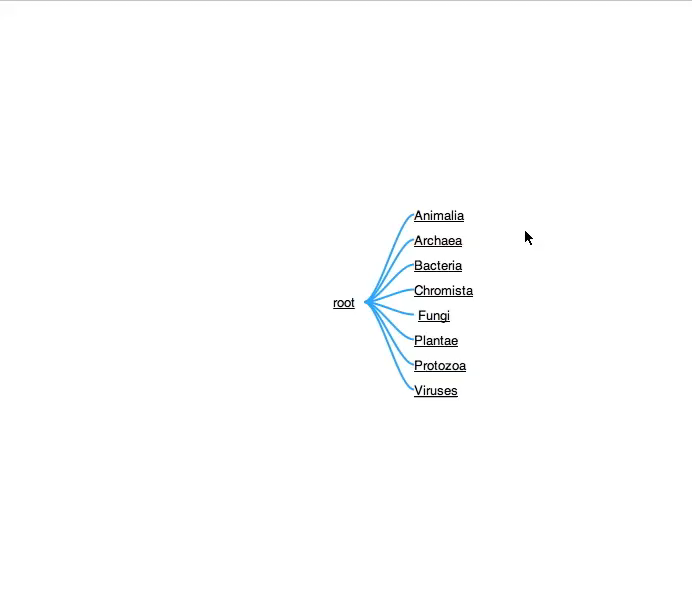 Animalia
Archaea
Bacteria
Chromista
root
Fungi
Plantae
Protozoa
Viruses